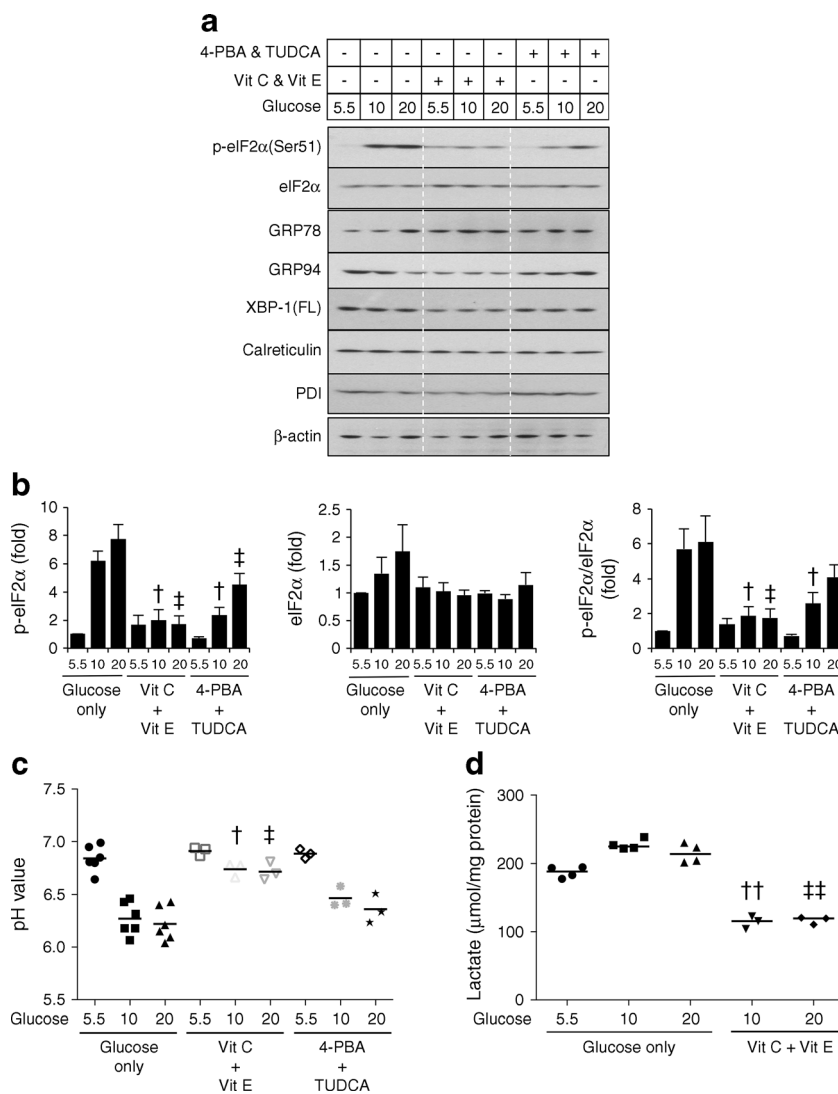 a
4-PBA & TUDCA - - - - - - + + +
Vit C & Vit E - - - + + + - - -
Glucose 5.5 10 20 5.5 10 20 5.5 10 20
p-eIF2α(Ser51)
eIF2α
GRP78
GRP94
XBP-1(FL)
Calreticulin
PDI
β-actin
b
p-eIF2α (fold)
10
8
6
4
2
0
† ‡ † ‡
5.5 10 20 5.5 10 20 5.5 10 20
Glucose only
Vit C + Vit E
4-PBA + TUDCA
eIF2α (fold)
2.5
2
1.5
1
0.5
0
5.5 10 20 5.5 10 20 5.5 10 20
Glucose only
Vit C + Vit E
4-PBA + TUDCA
p-eIF2α/eIF2α (fold)
8
6
4
2
0
† ‡ †
5.5 10 20 5.5 10 20 5.5 10 20
Glucose only
Vit C + Vit E
4-PBA + TUDCA
c
pH value
7.5
7.0
6.5
6.0
5.5
† ‡
Glucose 5.5 10 20 5.5 10 20 5.5 10 20
Glucose only
Vit C + Vit E
4-PBA + TUDCA
d
Lactate (μmol/mg protein)
300
200
100
0
†† ‡‡
Glucose 5.5 10 20 10 20
Glucose only
Vit C + Vit E